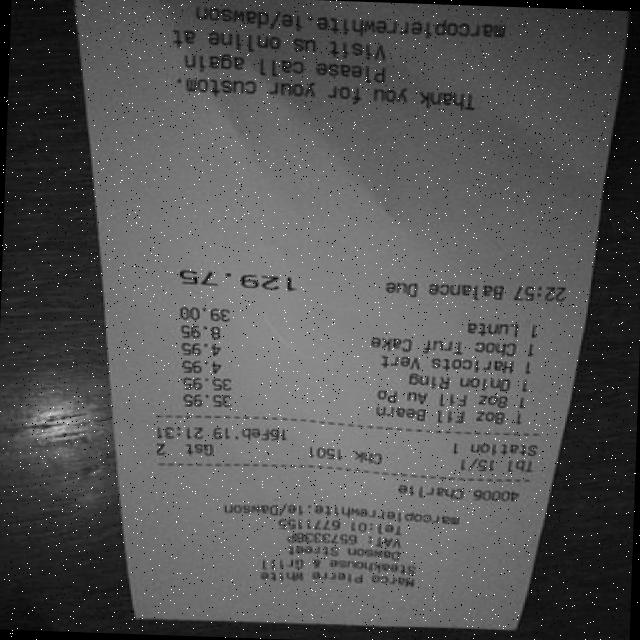 Marco Pierre White
Steakhouse & Grill
Dawson Street
VAT: 6573338P
Tel:01 6771155
marcopierrewhite.ie/Dawson
40006 Charlie
Tbl 15/1 Chk 1501 Gst 2
Station 1 16Feb'19 21:31
1 8oz Fil Bearn 35.95
1 8oz Fil Au Po 35.95
1 Onion Ring 4.95
1 Haricots Vert 4.95
1 Choc Truf Cake 8.95
1 Lunta 39.00
22:57 Balance Due 129.75
Thank you for your custom.
Please call again
Visit us online at
marcopierrewhite.ie/dawson